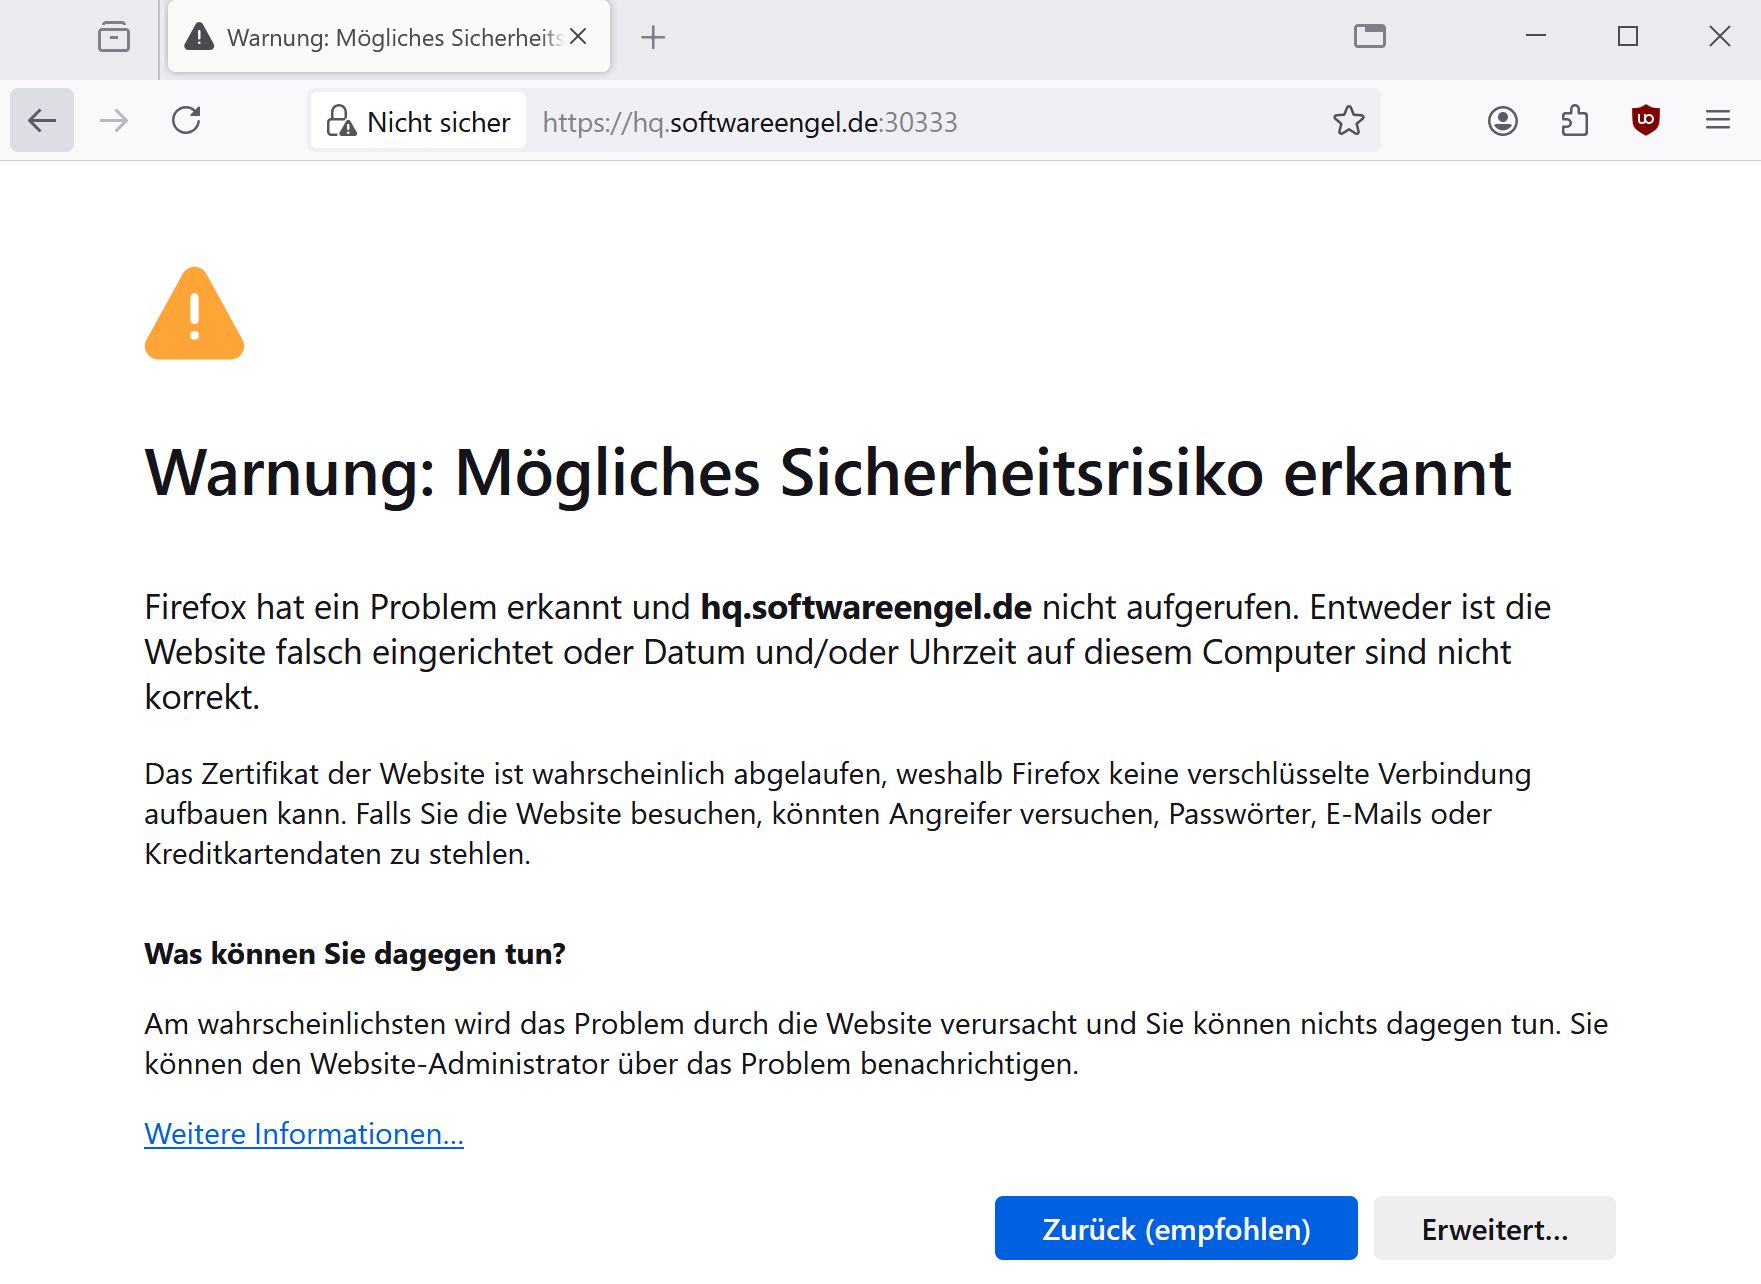 Warnung: Mögliches Sicherheits
Nicht sicher https://hq.softwareengel.de:30333
Warnung: Mögliches Sicherheitsrisiko erkannt
Firefox hat ein Problem erkannt und hq.softwareengel.de nicht aufgerufen. Entweder ist die
Website falsch eingerichtet oder Datum und/oder Uhrzeit auf diesem Computer sind nicht
korrekt.
Das Zertifikat der Website ist wahrscheinlich abgelaufen, weshalb Firefox keine verschlüsselte Verbindung
aufbauen kann. Falls Sie die Website besuchen, könnten Angreifer versuchen, Passwörter, E-Mails oder
Kreditkartendaten zu stehlen.
Was können Sie dagegen tun?
Am wahrscheinlichsten wird das Problem durch die Website verursacht und Sie können nichts dagegen tun. Sie
können den Website-Administrator über das Problem benachrichtigen.
Weitere Informationen…
Zurück (empfohlen) Erweitert…